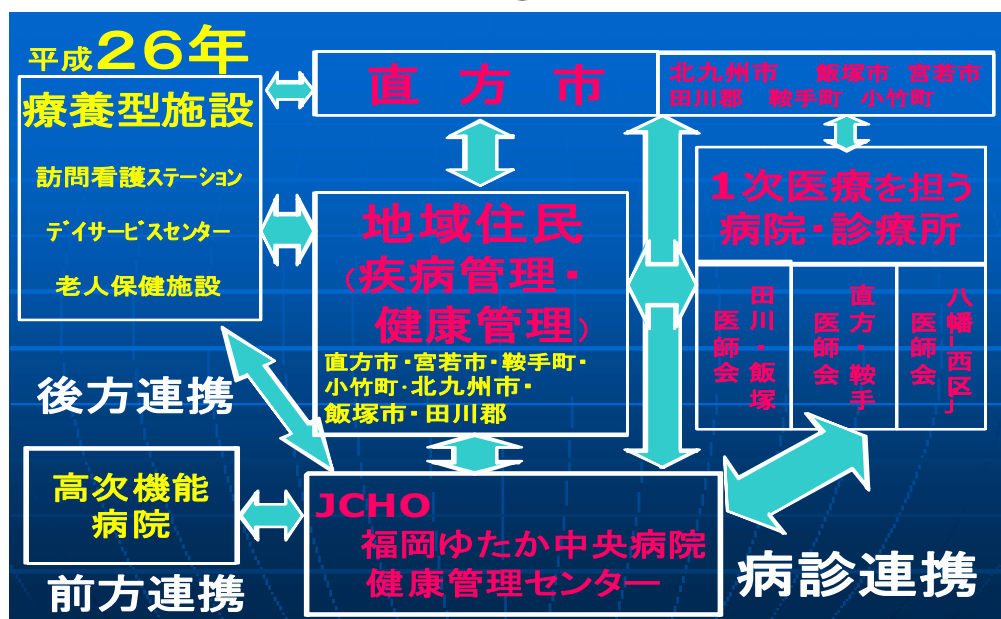 平成26年
療養型施設
訪問看護ステーション
デイサービスセンター
老人保健施設
直方市
北九州市 飯塚市 宮若市
田川郡 鞍手町 小竹町
1次医療を担う
病院・診療所
田川・飯塚
医師会
直方・鞍手
医師会
八幡-西区」
医師会
地域住民
(疾病管理・
健康管理)
直方市・宮若市・鞍手町・
小竹町・北九州市・
飯塚市・田川郡
後方連携
高次機能
病院
前方連携
JCHO
福岡ゆたか中央病院
健康管理センター
病診連携